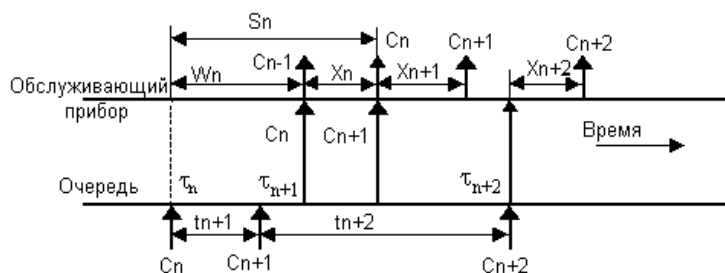 Sn
Cn
Cn+1
Cn+2
Wn
Cn-1
Xn
Xn+1
Xn+2
Обслуживающий
прибор
Cn
Cn+1
Время
Очередь
τn
τn+1
τn+2
tn+1
tn+2
Cn
Cn+1
Cn+2